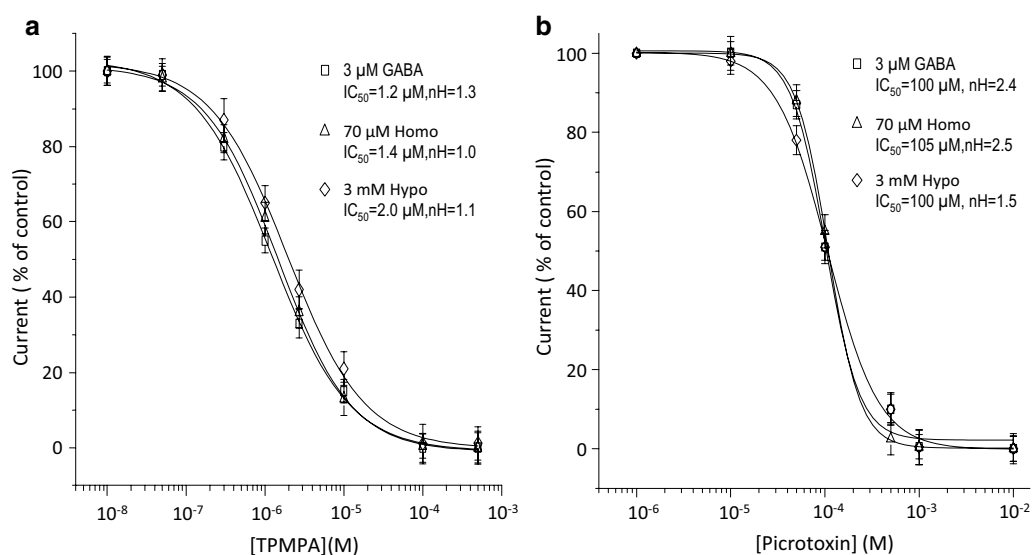 a
Current ( % of control)
100
80
60
40
20
0
10⁻⁸
10⁻⁷
10⁻⁶
10⁻⁵
10⁻⁴
10⁻³
[TPMPA](M)
3 µM GABA
IC₅₀=1.2 µM,nH=1.3
70 µM Homo
IC₅₀=1.4 µM,nH=1.0
3 mM Hypo
IC₅₀=2.0 µM,nH=1.1
b
Current ( % of control)
100
80
60
40
20
0
10⁻⁶
10⁻⁵
10⁻⁴
10⁻³
10⁻²
[Picrotoxin] (M)
3 µM GABA
IC₅₀=100 µM, nH=2.4
70 µM Homo
IC₅₀=105 µM,nH=2.5
3 mM Hypo
IC₅₀=100 µM, nH=1.5